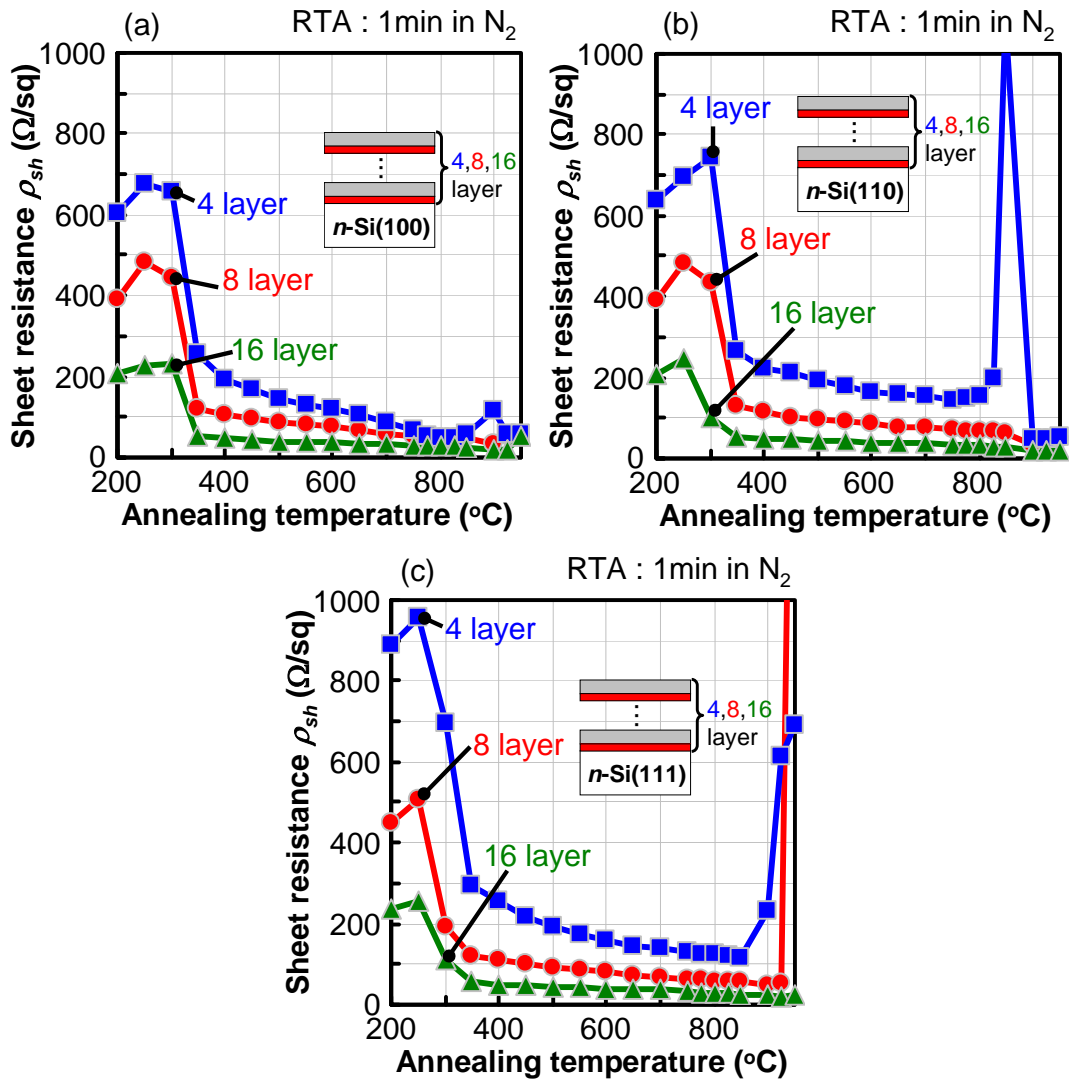 (a) RTA : 1min in N2
1000
800
600
400
200
0
Sheet resistance ρsh (Ω/sq)
4 layer
8 layer
16 layer
4,8,16
layer
n-Si(100)
200 400 600 800
Annealing temperature (oC)
(b) RTA : 1min in N2
1000
800
600
400
200
0
Sheet resistance ρsh (Ω/sq)
4 layer
8 layer
16 layer
4,8,16
layer
n-Si(110)
200 400 600 800
Annealing temperature (oC)
(c) RTA : 1min in N2
1000
800
600
400
200
0
Sheet resistance ρsh (Ω/sq)
4 layer
8 layer
16 layer
4,8,16
layer
n-Si(111)
200 400 600 800
Annealing temperature (oC)